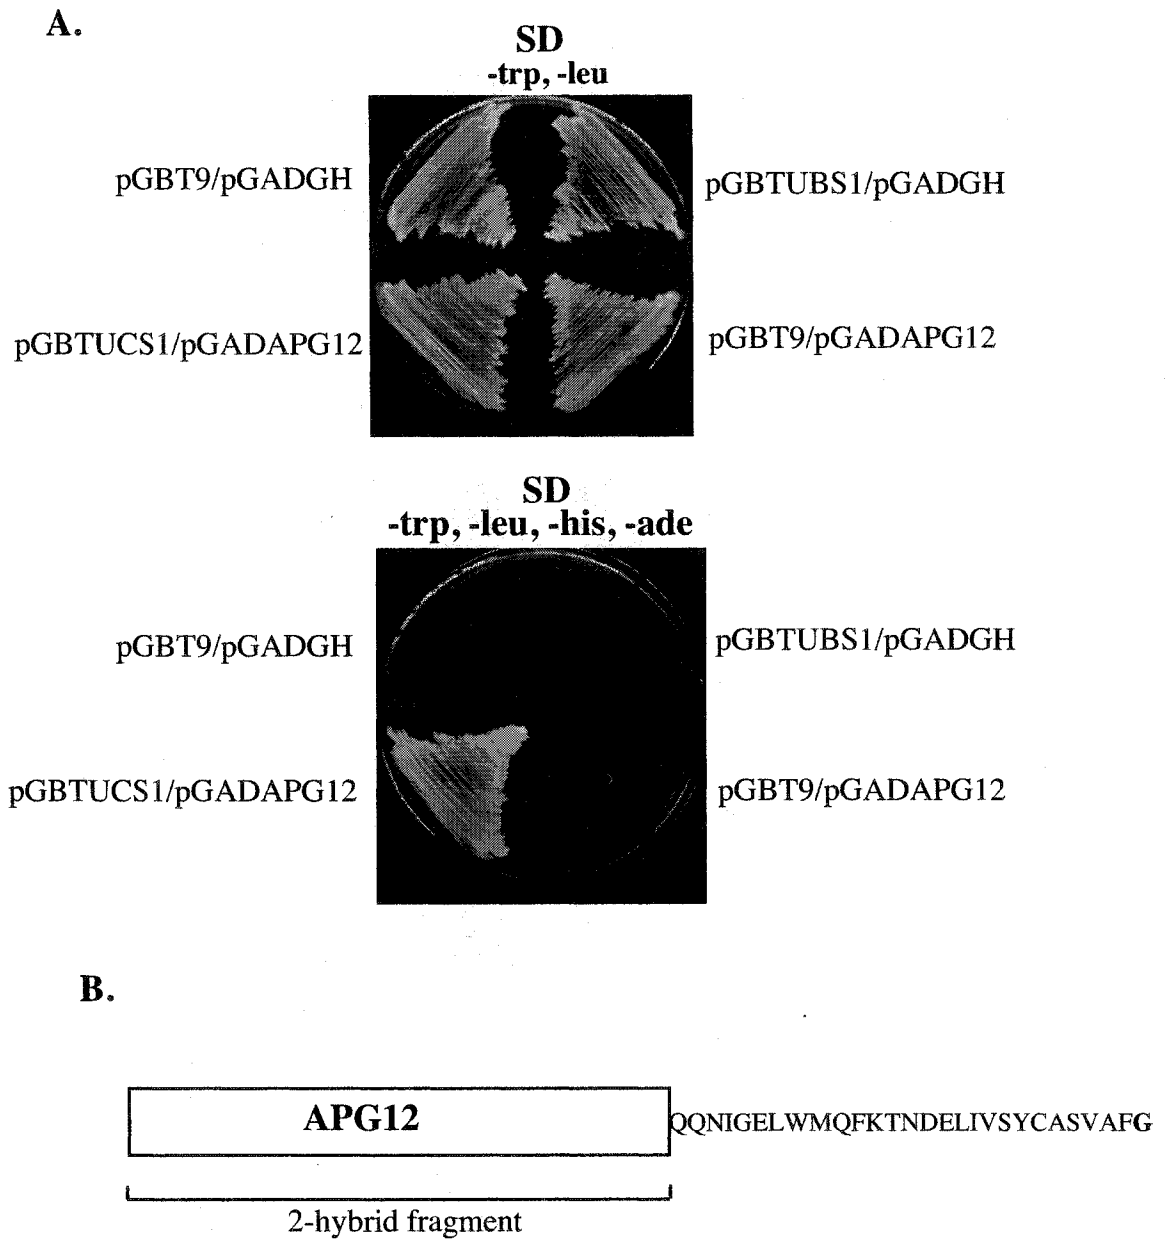 A.
SD
-trp, -leu
pGBT9/pGADGH
pGBTUBS1/pGADGH
pGBTUCS1/pGADAPG12
pGBT9/pGADAPG12
SD
-trp, -leu, -his, -ade
pGBT9/pGADGH
pGBTUBS1/pGADGH
pGBTUCS1/pGADAPG12
pGBT9/pGADAPG12
B.
APG12
QQNIGELWMQFKTNDELIVSYCASVAFG
2-hybrid fragment